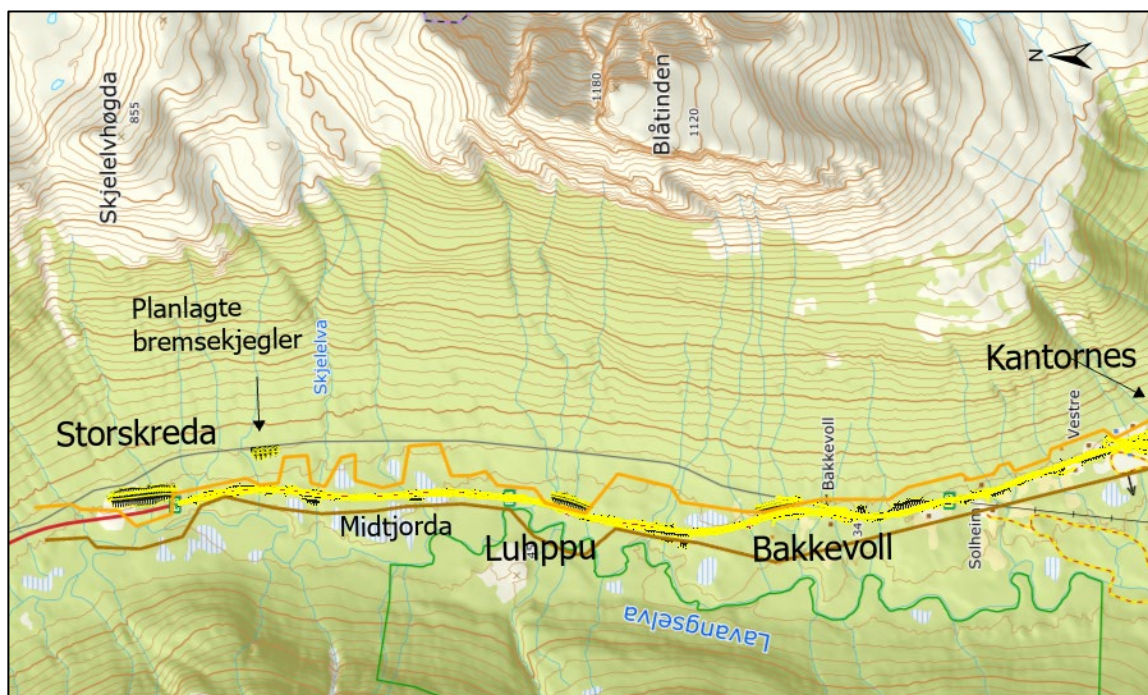 Skjelelvhøgda
855
1180
Blåtinden
1120
N
Planlagte
bremsekjegler
Skjelelva
Kantornes
Storskreda
Vestre
Bakkevoll
Midtjorda
Luhppu
Bakkevoll
34
Solheim
Lavangselva